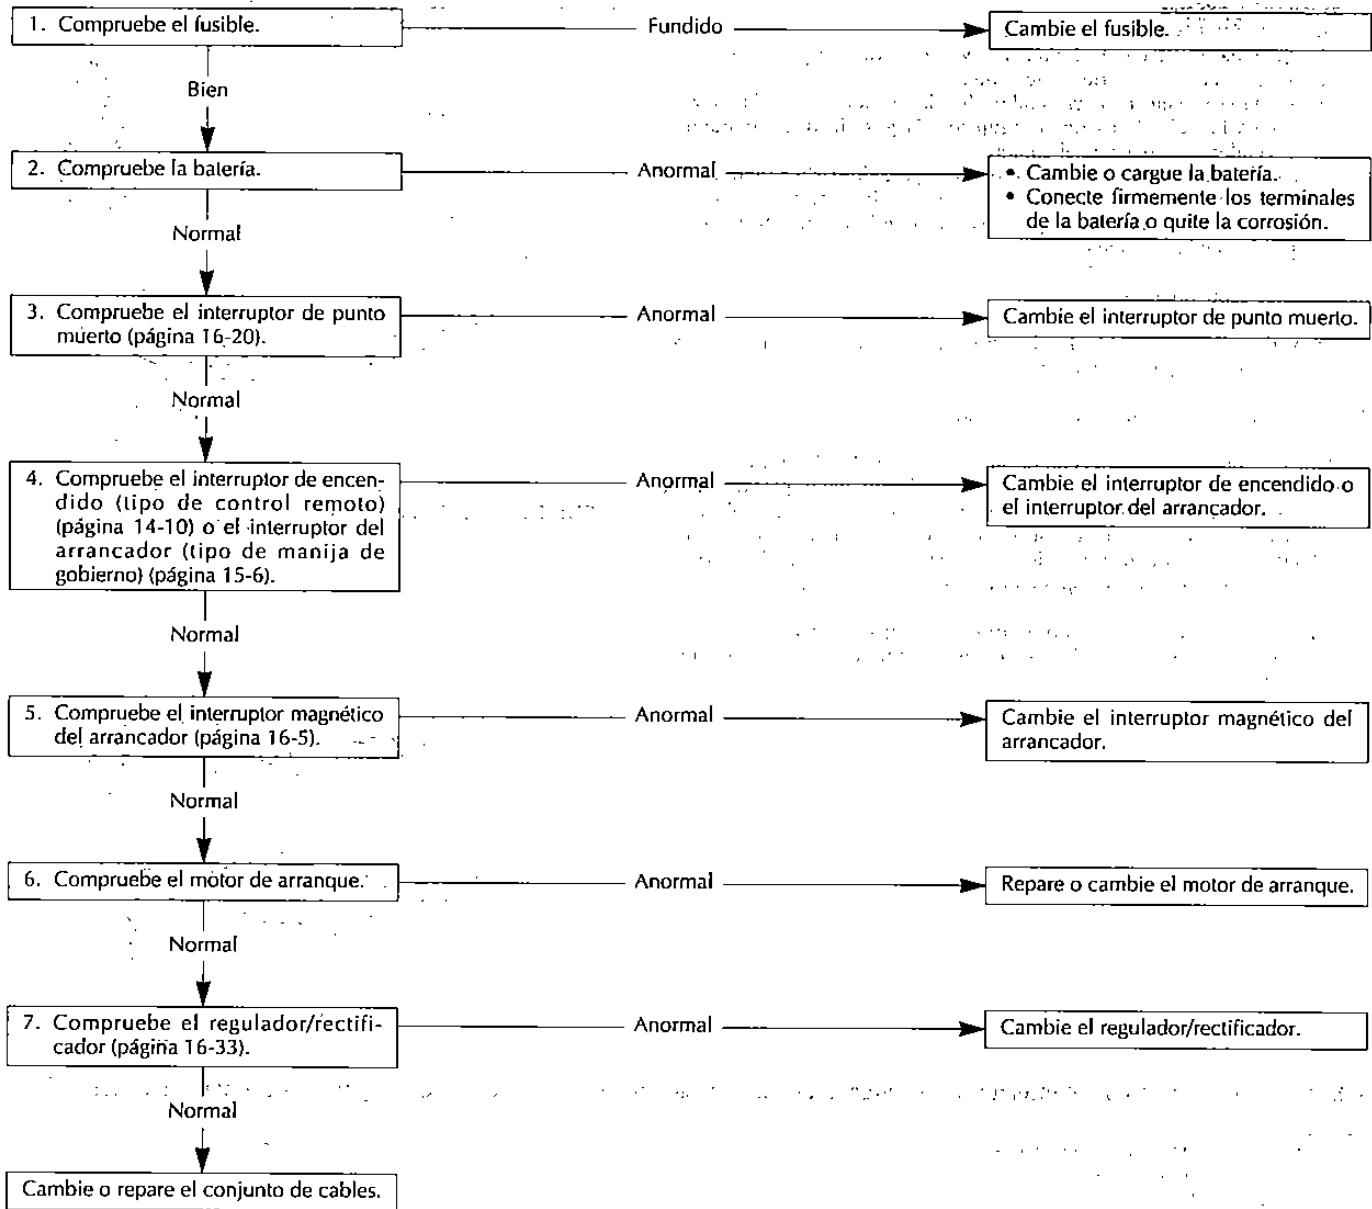 1. Compruebe el fusible.
Fundido
Cambie el fusible.
Bien
2. Compruebe la batería.
Anormal
• Cambie o cargue la batería.
• Conecte firmemente los terminales
de la batería o quite la corrosión.
Normal
3. Compruebe el interruptor de punto
muerto (página 16-20).
Anormal
Cambie el interruptor de punto muerto.
Normal
4. Compruebe el interruptor de encen-
dido (tipo de control remoto)
(página 14-10) o el interruptor del
arrancador (tipo de manija de
gobierno) (página 15-6).
Anormal
Cambie el interruptor de encendido o
el interruptor del arrancador.
Normal
5. Compruebe el interruptor magnético
del arrancador (página 16-5).
Anormal
Cambie el interruptor magnético del
arrancador.
Normal
6. Compruebe el motor de arranque.
Anormal
Repare o cambie el motor de arranque.
Normal
7. Compruebe el regulador/rectifi-
cador (página 16-33).
Anormal
Cambie el regulador/rectificador.
Normal
Cambie o repare el conjunto de cables.